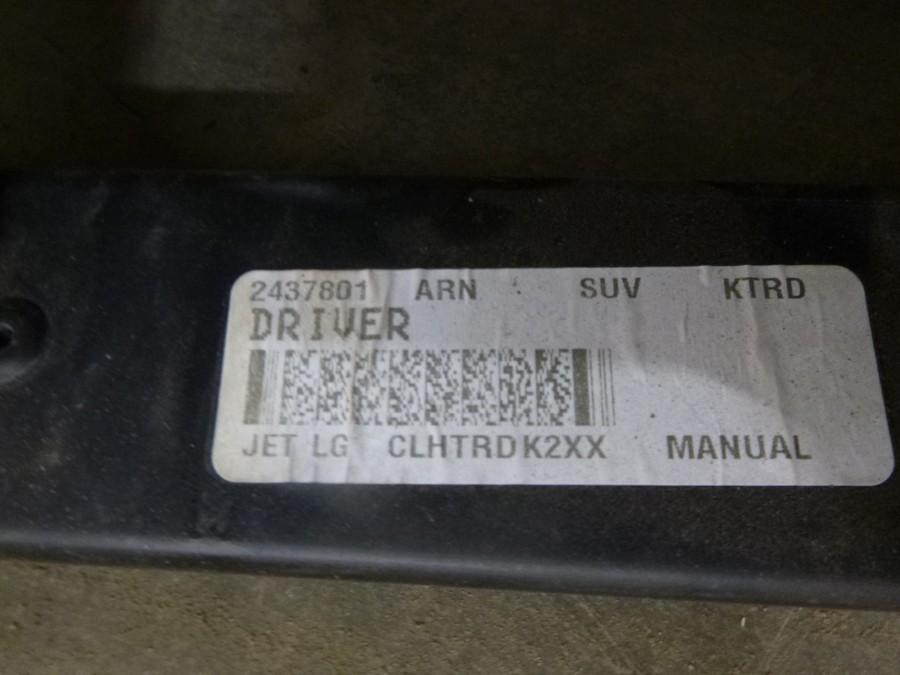 2437801 ARN SUV KTRD
DRIVER
JET LG CLHTRD K2XX MANUAL